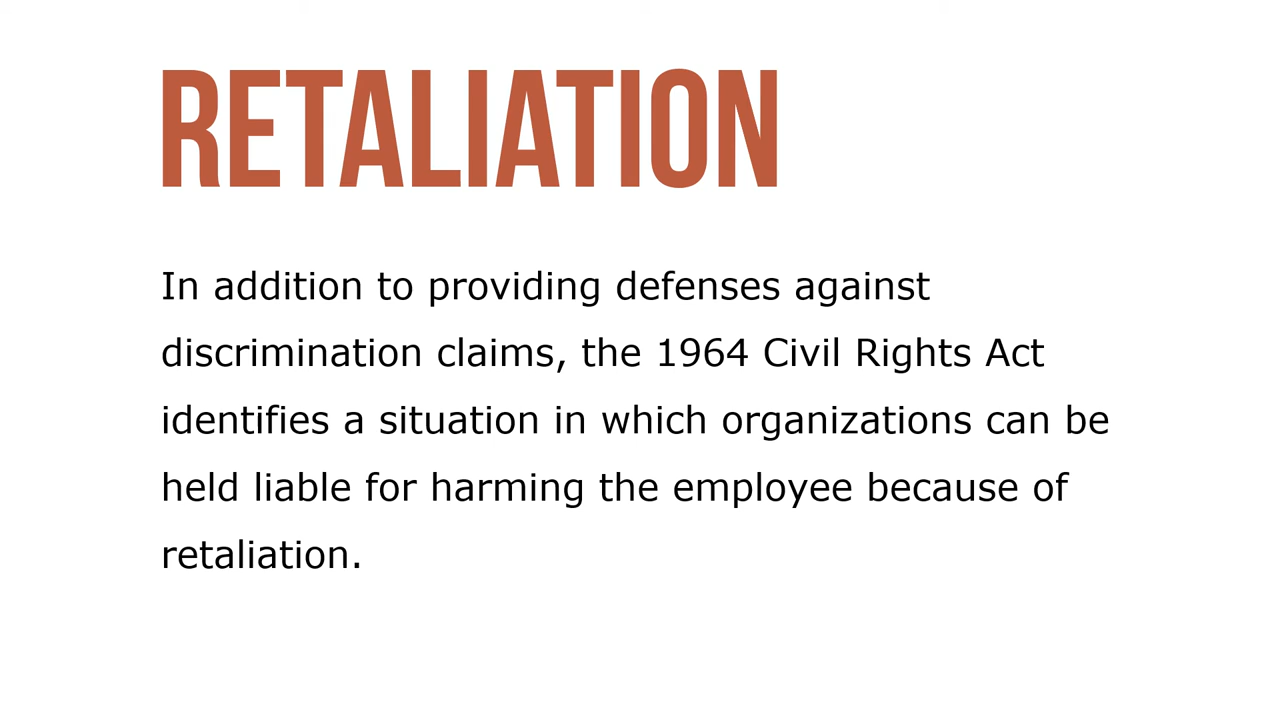 RETALIATION
In addition to providing defenses against
discrimination claims, the 1964 Civil Rights Act
identifies a situation in which organizations can be
held liable for harming the employee because of
retaliation.